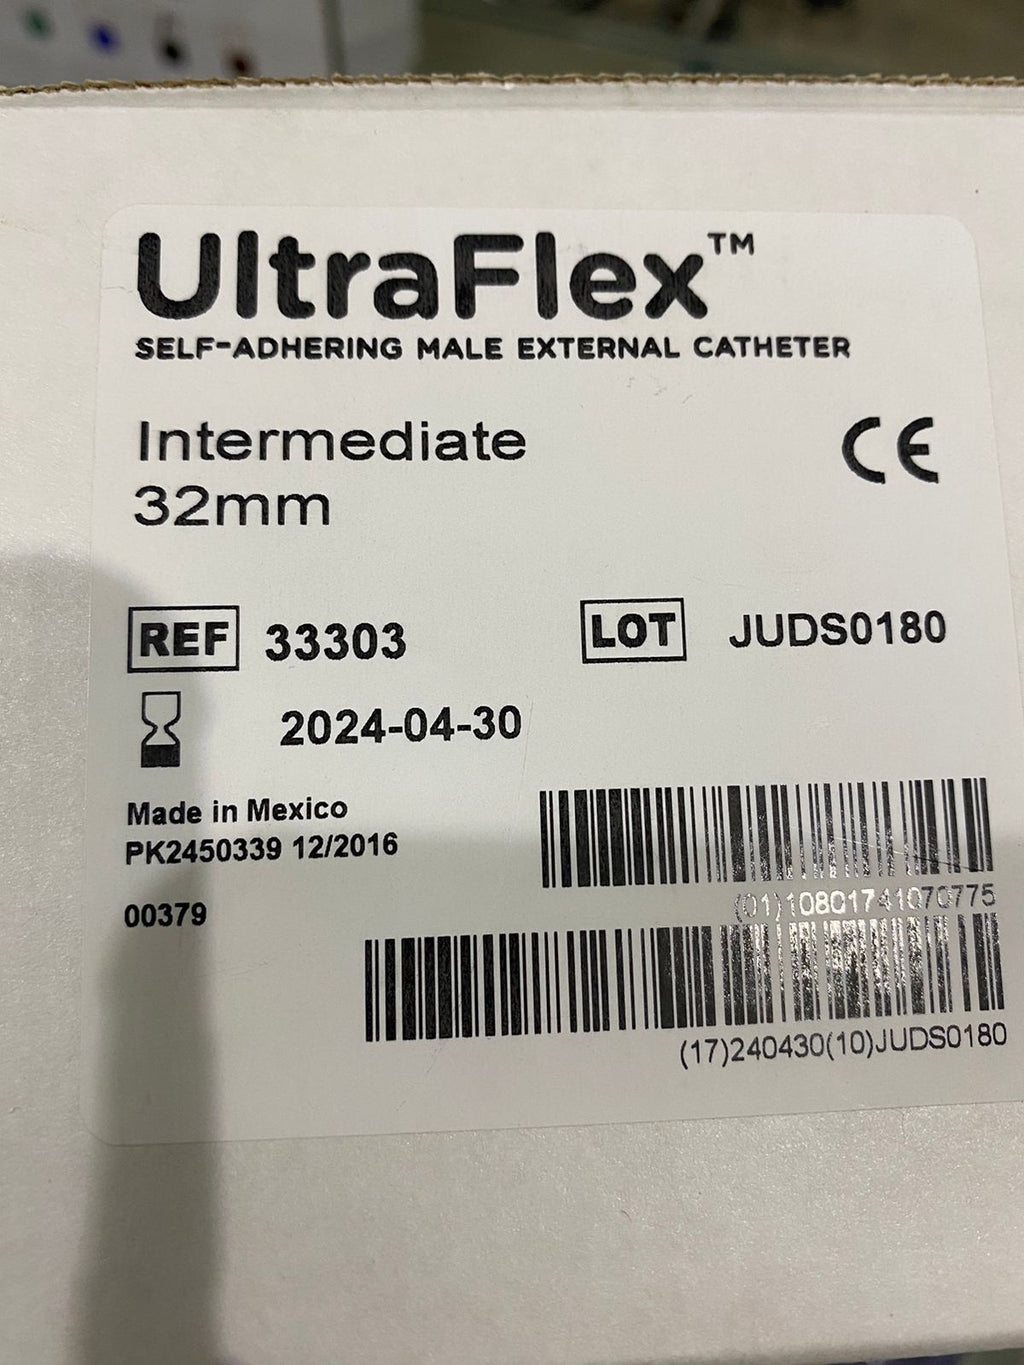 UltraFlex™
SELF-ADHERING MALE EXTERNAL CATHETER
Intermediate
32mm
CE
REF 33303
LOT JUDS0180
2024-04-30
Made in Mexico
PK2450339 12/2016
00379
(01)10801741070775
(17)240430(10)JUDS0180